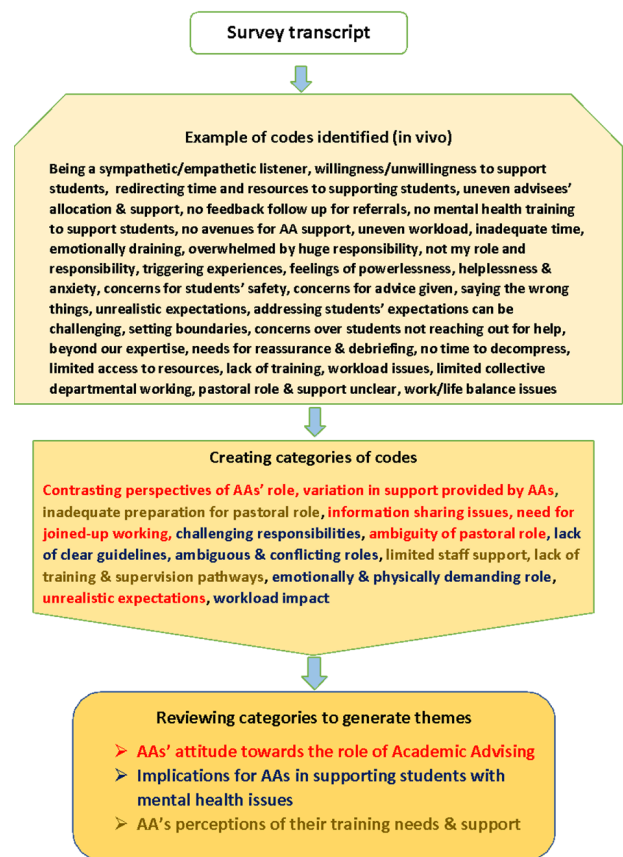 Survey transcript
Example of codes identified (in vivo)
Being a sympathetic/empathetic listener, willingness/unwillingness to support
students, redirecting time and resources to supporting students, uneven advisees'
allocation & support, no feedback follow up for referrals, no mental health training
to support students, no avenues for AA support, uneven workload, inadequate time,
emotionally draining, overwhelmed by huge responsibility, not my role and
responsibility, triggering experiences, feelings of powerlessness, helplessness &
anxiety, concerns for students' safety, concerns for advice given, saying the wrong
things, unrealistic expectations, addressing students' expectations can be
challenging, setting boundaries, concerns over students not reaching out for help,
beyond our expertise, needs for reassurance & debriefing, no time to decompress,
limited access to resources, lack of training, workload issues, limited collective
departmental working, pastoral role & support unclear, work/life balance issues
Creating categories of codes
Contrasting perspectives of AAs' role, variation in support provided by AAs,
inadequate preparation for pastoral role, information sharing issues, need for
joined-up working, challenging responsibilities, ambiguity of pastoral role, lack
of clear guidelines, ambiguous & conflicting roles, limited staff support, lack of
training & supervision pathways, emotionally & physically demanding role,
unrealistic expectations, workload impact
Reviewing categories to generate themes
➢ AAs' attitude towards the role of Academic Advising
➢ Implications for AAs in supporting students with
mental health issues
➢ AA's perceptions of their training needs & support